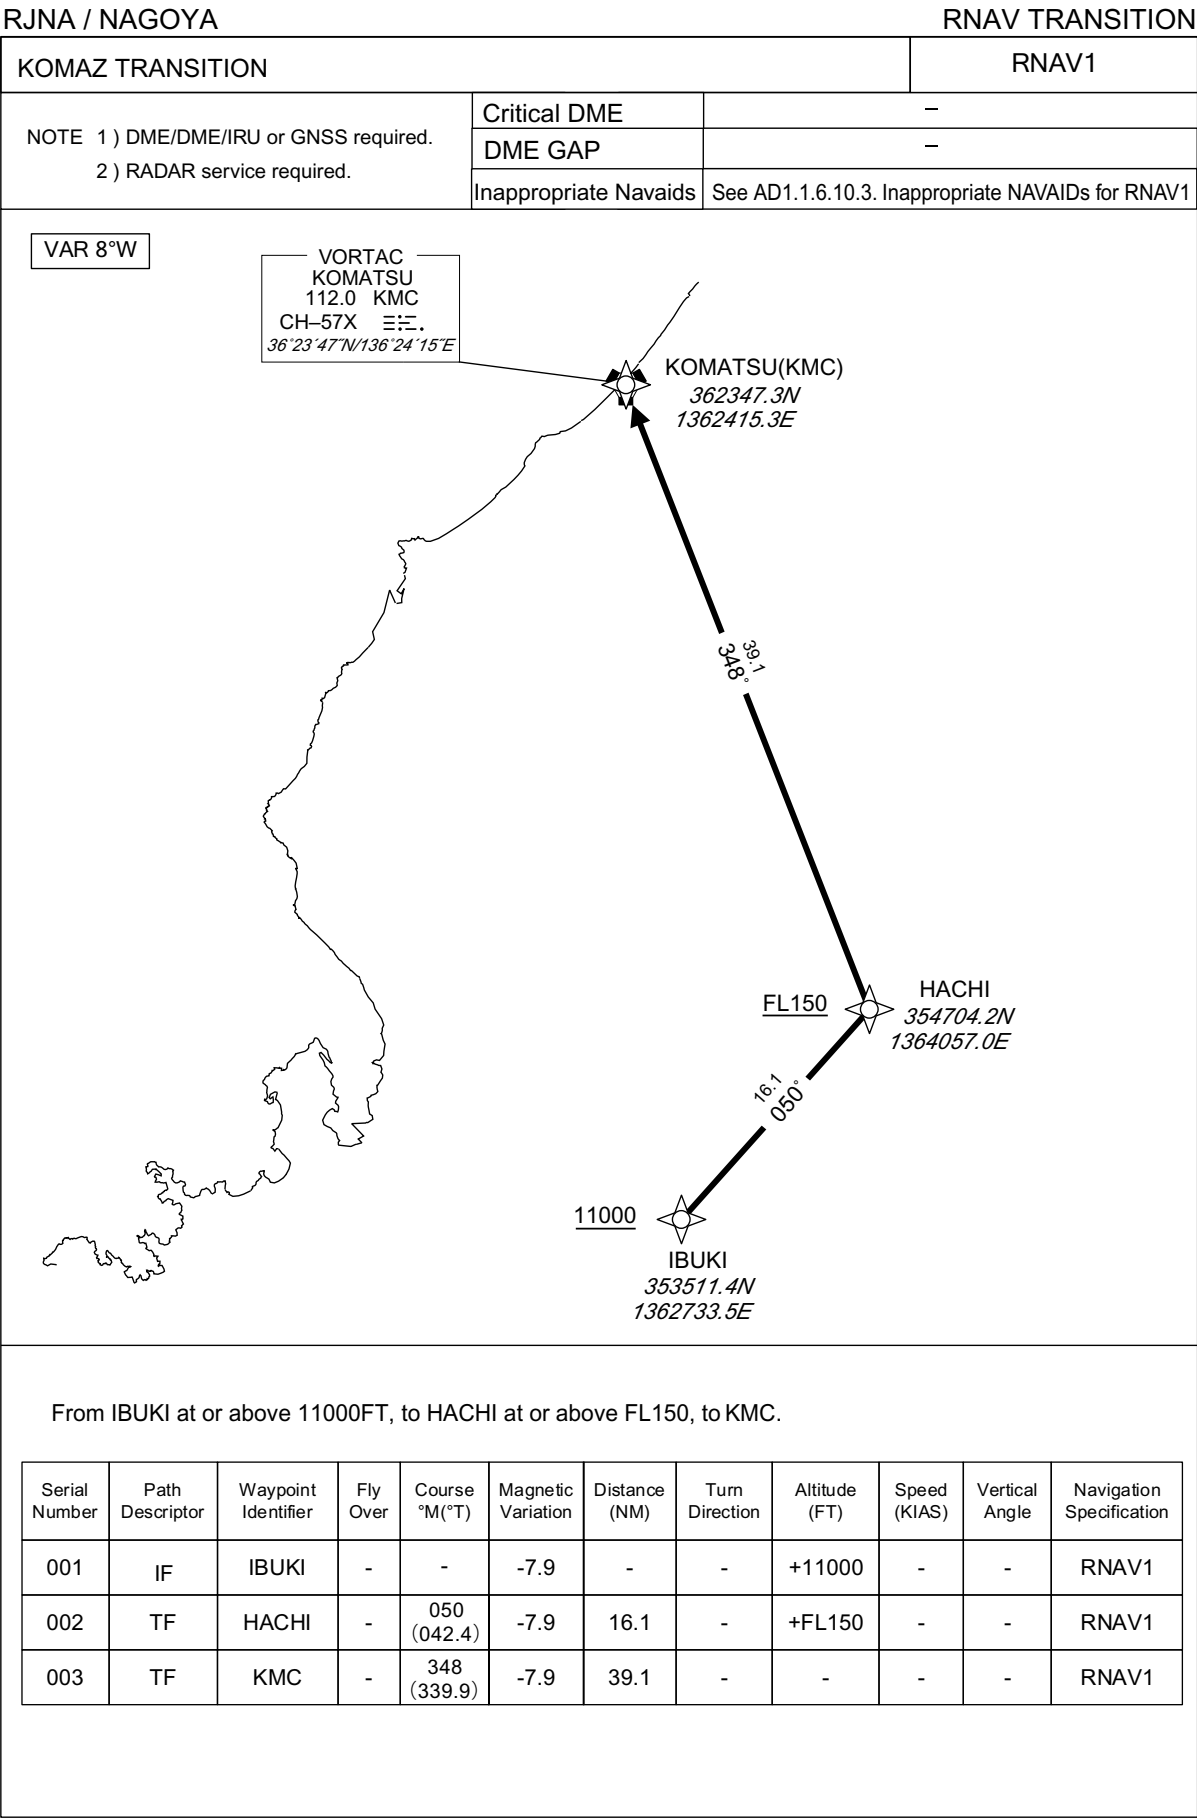 RJNA / NAGOYA
RNAV TRANSITION
KOMAZ TRANSITION
RNAV1
NOTE 1 ) DME/DME/IRU or GNSS required.
2 ) RADAR service required.
Critical DME –
DME GAP –
Inappropriate Navaids See AD1.1.6.10.3. Inappropriate NAVAIDs for RNAV1
VAR 8°W
VORTAC
KOMATSU
112.0 KMC
CH–57X
36°23´47˝N/136°24´15˝E
KOMATSU(KMC)
362347.3N
1362415.3E
39.1
348°
FL150
HACHI
354704.2N
1364057.0E
16.1
050°
11000
IBUKI
353511.4N
1362733.5E
From IBUKI at or above 11000FT, to HACHI at or above FL150, to KMC.
Serial Number Path Descriptor Waypoint Identifier Fly Over Course °M(°T) Magnetic Variation Distance (NM) Turn Direction Altitude (FT) Speed (KIAS) Vertical Angle Navigation Specification
001 IF IBUKI - - -7.9 - - +11000 - - RNAV1
002 TF HACHI - 050 (042.4) -7.9 16.1 - +FL150 - - RNAV1
003 TF KMC - 348 (339.9) -7.9 39.1 - - - - RNAV1